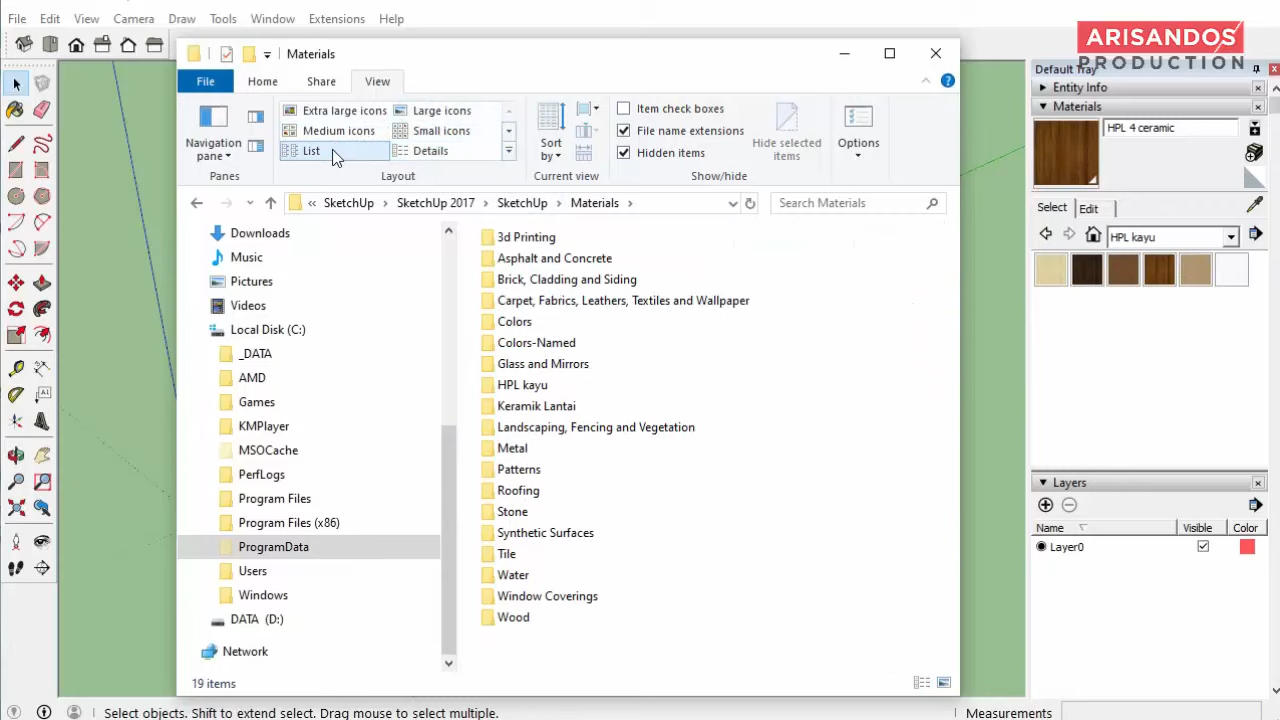 File Edit View Camera Draw Tools Window Extensions Help
ARISANDOS
PRODUCTION
Materials
File Home Share View
Navigation pane
Panes
Extra large icons Large icons
Medium icons Small icons
List Details
Layout
Sort by
Current view
Item check boxes
File name extensions
Hidden items
Hide selected items
Show/hide
Options
« SketchUp > SketchUp 2017 > SketchUp > Materials >
Search Materials
Downloads
Music
Pictures
Videos
Local Disk (C:)
_DATA
AMD
Games
KMPlayer
MSOCache
PerfLogs
Program Files
Program Files (x86)
ProgramData
Users
Windows
DATA (D:)
Network
3d Printing
Asphalt and Concrete
Brick, Cladding and Siding
Carpet, Fabrics, Leathers, Textiles and Wallpaper
Colors
Colors-Named
Glass and Mirrors
HPL kayu
Keramik Lantai
Landscaping, Fencing and Vegetation
Metal
Patterns
Roofing
Stone
Synthetic Surfaces
Tile
Water
Window Coverings
Wood
19 items
Default Tray
Entity Info
Materials
HPL 4 ceramic
Select Edit
HPL kayu
Layers
Name Visible Color
Layer0
Select objects. Shift to extend select. Drag mouse to select multiple.
Measurements